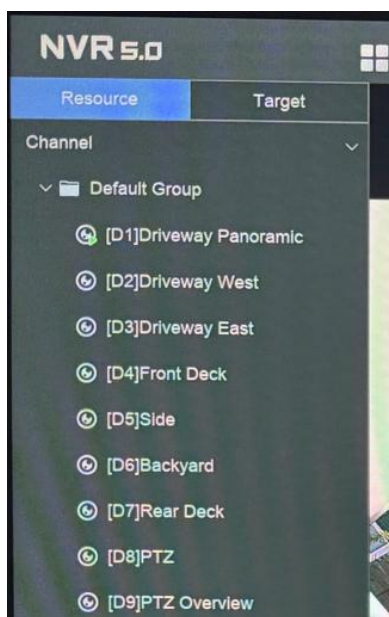 NVR 5.0
Resource Target
Channel
Default Group
[D1]Driveway Panoramic
[D2]Driveway West
[D3]Driveway East
[D4]Front Deck
[D5]Side
[D6]Backyard
[D7]Rear Deck
[D8]PTZ
[D9]PTZ Overview